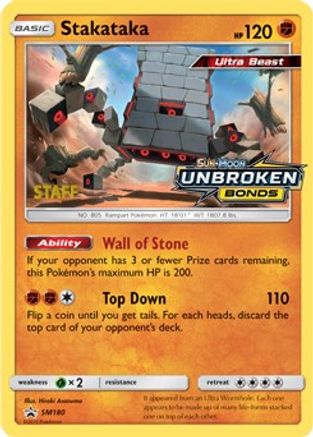 BASIC Stakataka HP120
Ultra Beast
SUN & MOON
UNBROKEN
BONDS
STAFF
NO. 805 Rampart Pokémon HT: 18'01" WT: 1807.8 lbs.
Ability Wall of Stone
If your opponent has 3 or fewer Prize cards remaining,
this Pokémon's maximum HP is 200.
Top Down 110
Flip a coin until you get tails. For each heads, discard the
top card of your opponent's deck.
weakness ×2 resistance retreat
Illus. Hiroki Asanuma
SM180
©2019 Pokémon
It appeared from an Ultra Wormhole. Each one
appears to be made up of many life-forms stacked
one on top of each other.